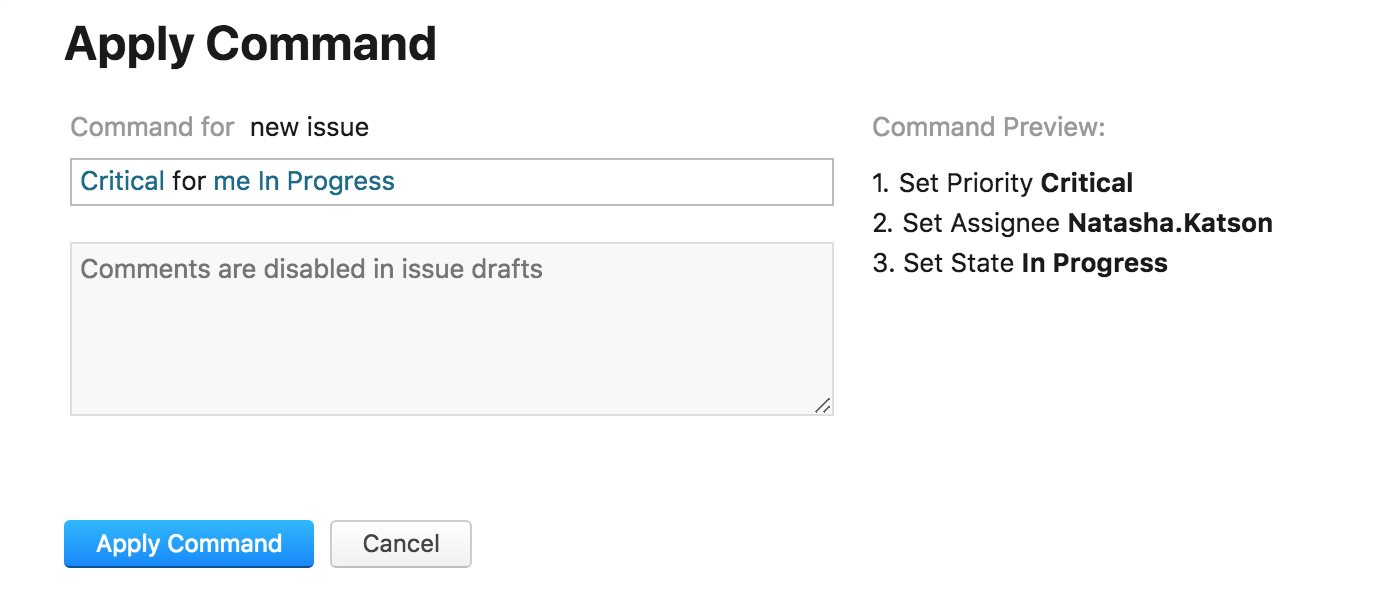 Apply Command
Command for new issue
Critical for me In Progress
Comments are disabled in issue drafts
Command Preview:
1. Set Priority Critical
2. Set Assignee Natasha.Katson
3. Set State In Progress
Apply Command
Cancel